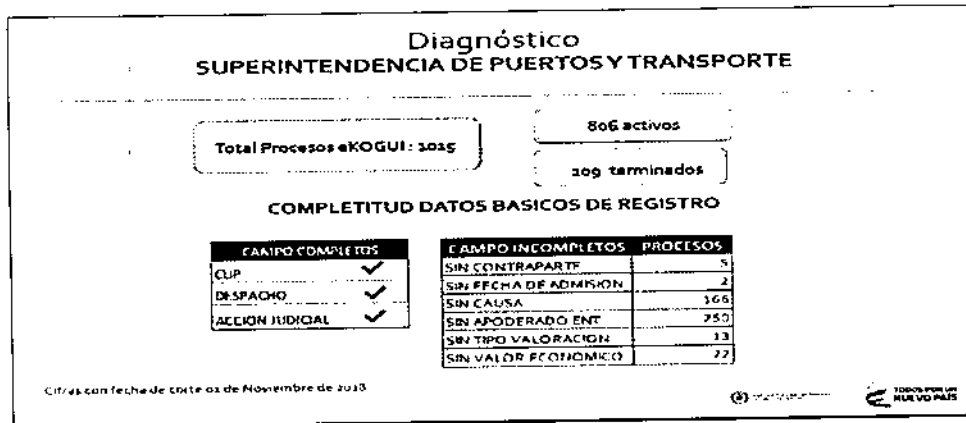 Diagnóstico
SUPERINTENDENCIA DE PUERTOS Y TRANSPORTE
Total Procesos eKOGUI: 1015
806 activos
209 terminados
COMPLETITUD DATOS BASICOS DE REGISTRO
CAMPO COMPLETOS
CUP
DESPACHO
ACCION JUDICIAL
CAMPO INCOMPLETOS PROCESOS
SIN CONTRAPARTE 5
SIN FECHA DE ADMISION 2
SIN CAUSA 166
SIN APODERADO ENT 250
SIN TIPO VALORACION 13
SIN VALOR ECONOMICO 22
Cifras con fecha de corte 01 de Noviembre de 2018
TODOS POR UN
NUEVO PAÍS